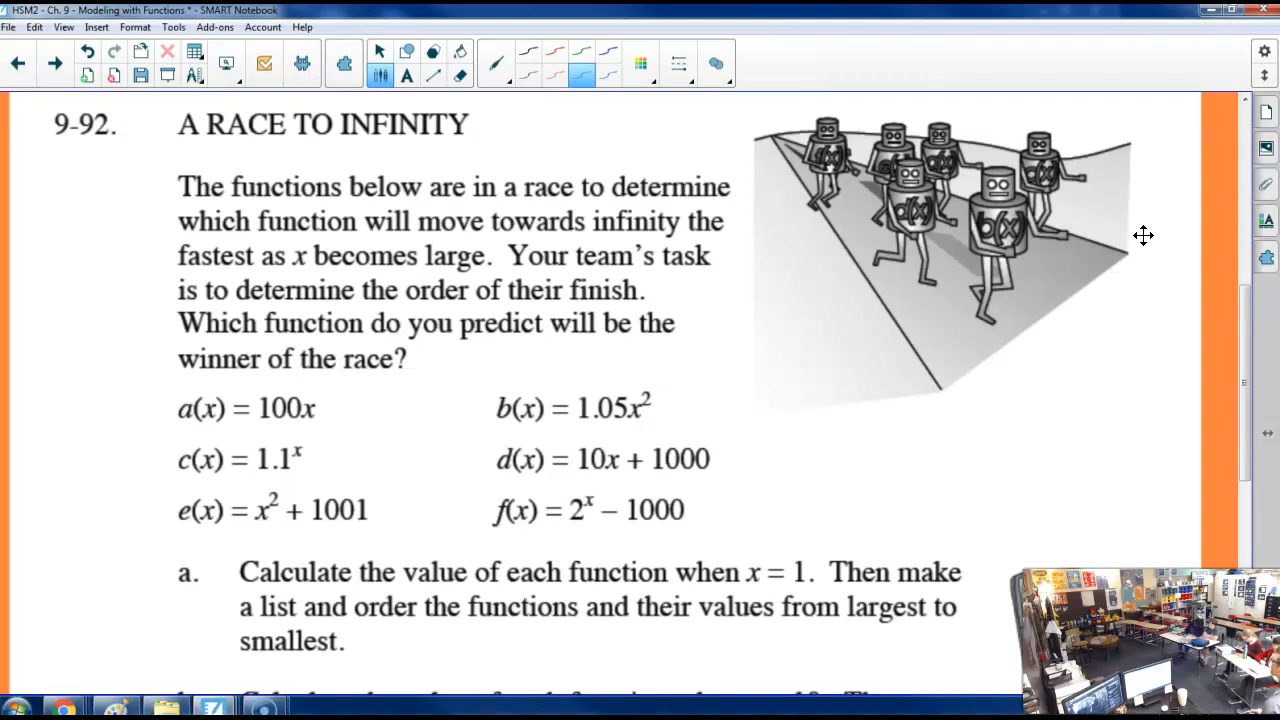 HSM2 - Ch. 9 - Modeling with Functions * - SMART Notebook
File Edit View Insert Format Tools Add-ons Account Help
9-92. A RACE TO INFINITY
The functions below are in a race to determine
which function will move towards infinity the
fastest as x becomes large. Your team's task
is to determine the order of their finish.
Which function do you predict will be the
winner of the race?
a(x) = 100x b(x) = 1.05x²
c(x) = 1.1ˣ d(x) = 10x + 1000
e(x) = x² + 1001 f(x) = 2ˣ – 1000
a. Calculate the value of each function when x = 1. Then make
a list and order the functions and their values from largest to
smallest.